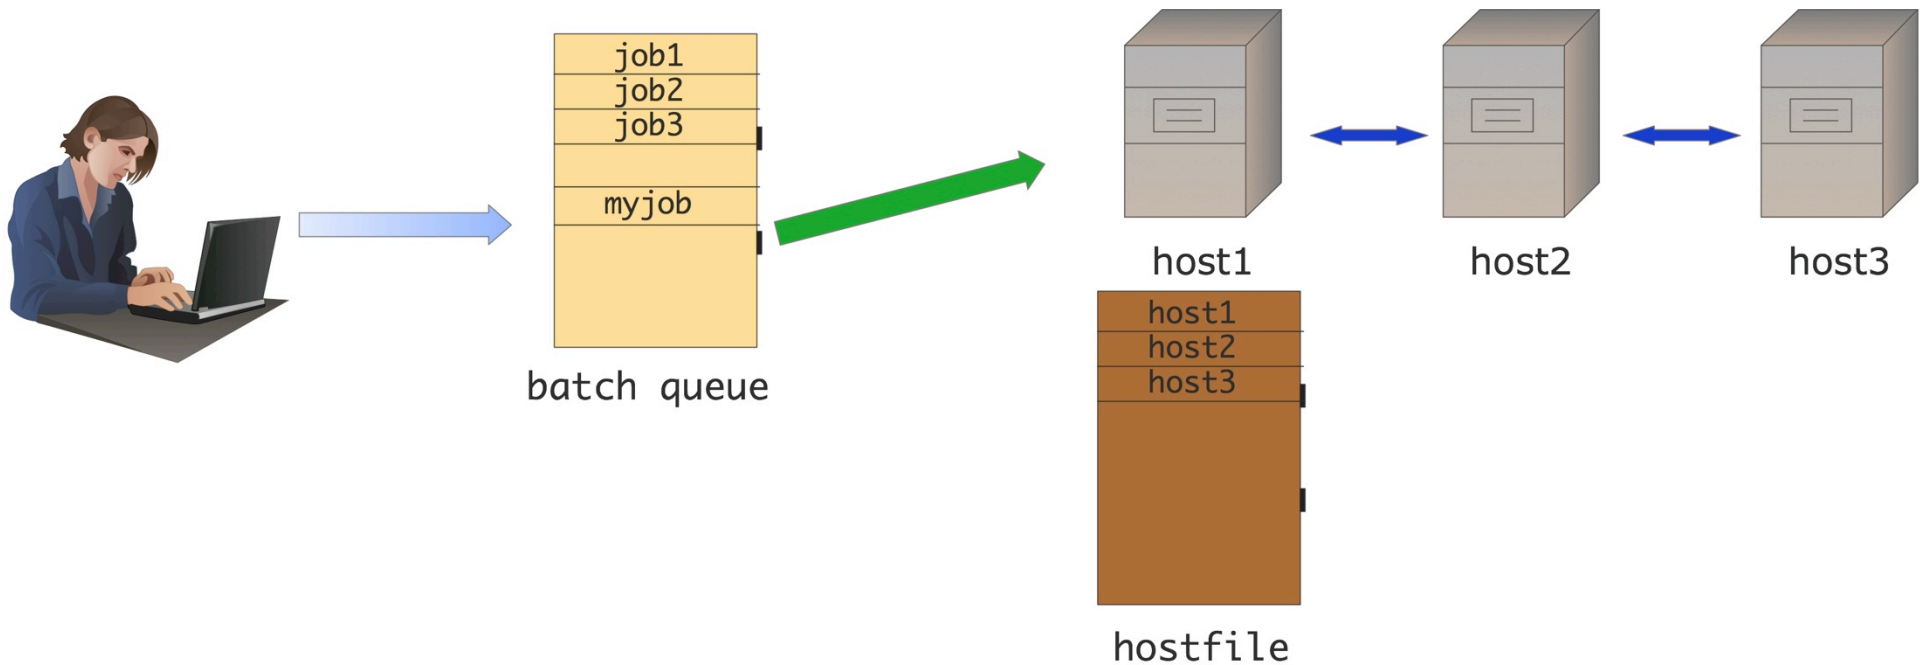 job1
job2
job3
myjob
batch queue
host1
host2
host3
host1
host2
host3
hostfile